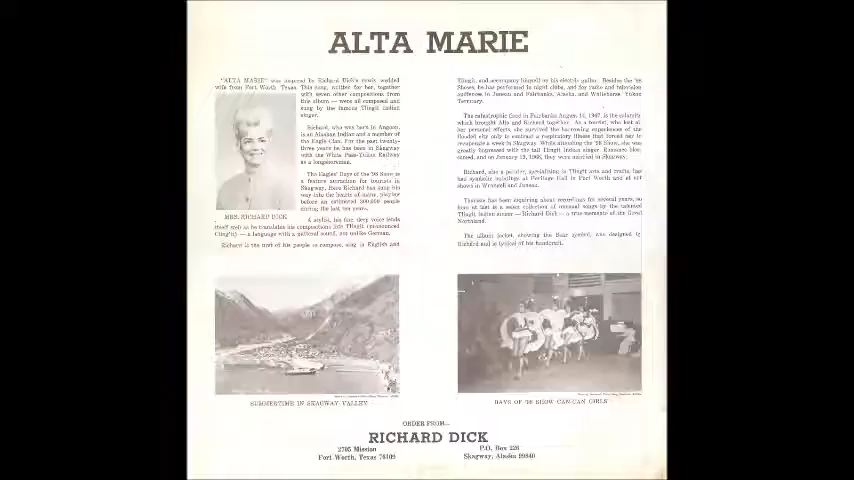 ALTA MARIE
"ALTA MARIE" was inspired by Richard Dick's newly wedded
wife from Fort Worth, Texas. This song, written for her, together
with seven other compositions from
this album — were all composed and
sung by the famous Tlingit Indian
singer.
Richard, who was born in Angoon,
is an Alaskan Indian and a member of
the Eagle Clan. For the past twenty-
three years he has been in Skagway
with the White Pass-Yukon Railway
as a longshoreman.
The Eagles' Days of the '98 Show is
a feature attraction for tourists in
Skagway. Here Richard has sung his
way into the hearts of many, playing
before an estimated 300,000 people
during the last ten years.
A stylist, his fine deep voice lends
itself well as he translates his compositions into Tlingit (pronounced
— a language with a guttural sound, not unlike German.
Richard is the first of his people to compose, sing in English and
MRS. RICHARD DICK
Tlingit, and accompany himself on his electric guitar. Besides the '98
Shows, he has performed in night clubs, and for radio and television
audiences in Juneau and Fairbanks, Alaska, and Whitehorse, Yukon
Territory.
The catastrophic flood in Fairbanks August 14, 1967, is the calamity
which brought Alta and Richard together. As a tourist, who lost all
her personal effects, she survived the harrowing experiences of the
flooded city only to contract a respiratory illness that forced her to
recuperate a week in Skagway. While attending the '98 Show, she was
greatly impressed with the tall Tlingit Indian singer. Romance blos-
somed, and on January 12, 1968, they were married in Skagway.
Richard, also a painter, specializing in Tlingit arts and crafts, has
had symbolic paintings at Heritage Hall in Fort Worth and at art
shows in Wrangell and Juneau.
Tourists have been inquiring about recordings for several years, so
here at last is a select collection of unusual songs by the talented
Tlingit Indian singer — Richard Dick — a true memento of the Great
Northland.
The album jacket, showing the Bear symbol, was designed by
Richard and is typical of his handicraft.
SUMMERTIME IN SKAGWAY VALLEY
DAYS OF '98 SHOW CAN-CAN GIRLS
ORDER FROM—
RICHARD DICK
2705 Mission
Fort Worth, Texas 76109
P.O. Box 226
Skagway, Alaska 99840